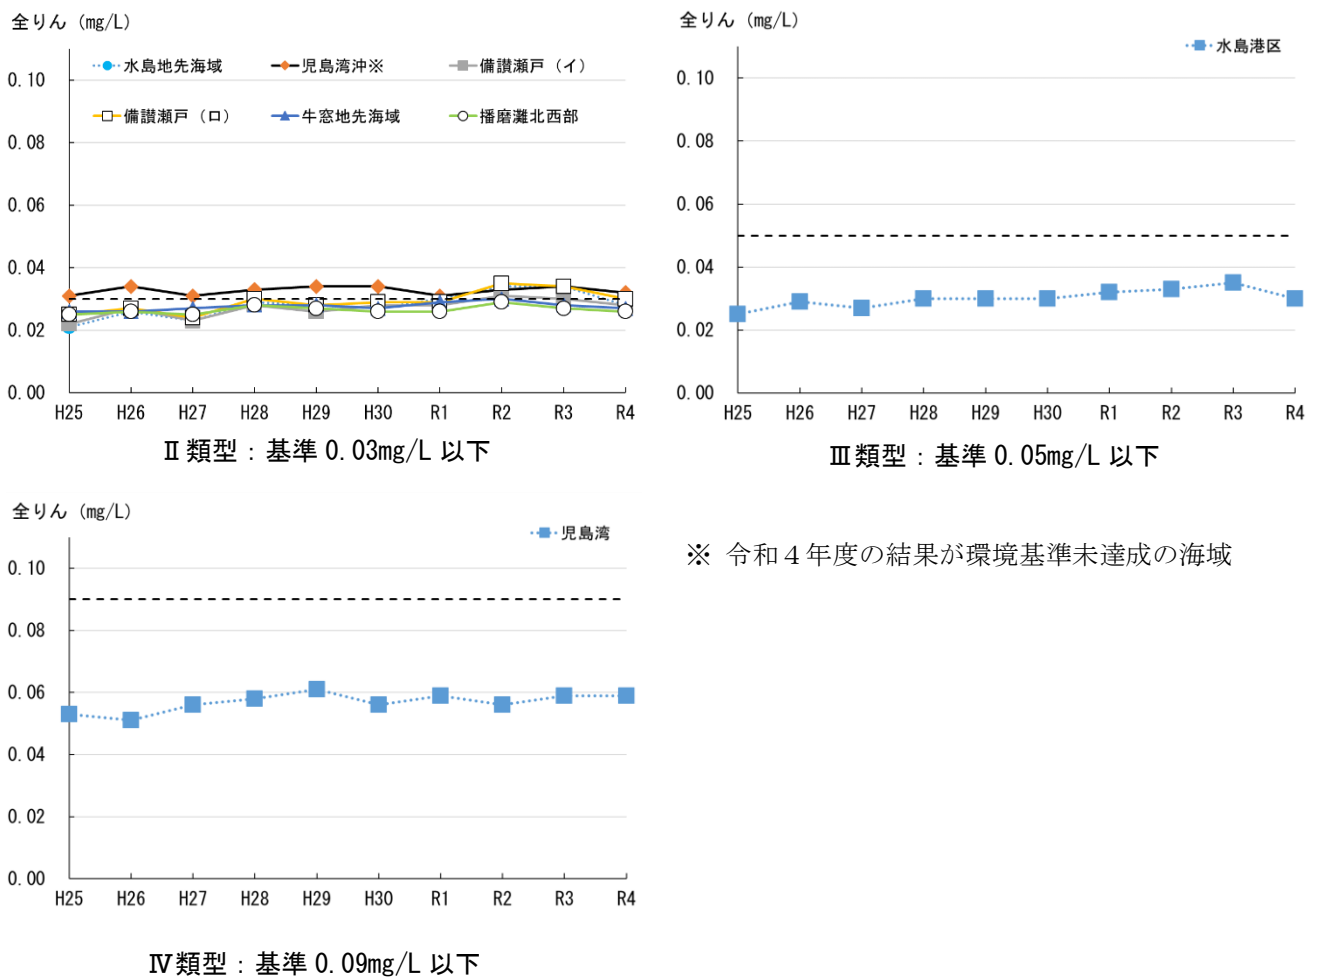 全りん (mg/L)
水島地先海域 児島湾沖※ 備讃瀬戸（イ）
備讃瀬戸（ロ） 牛窓地先海域 播磨灘北西部
0.10
0.08
0.06
0.04
0.02
0.00
H25 H26 H27 H28 H29 H30 R1 R2 R3 R4
Ⅱ類型：基準 0.03mg/L 以下
全りん (mg/L)
水島港区
0.10
0.08
0.06
0.04
0.02
0.00
H25 H26 H27 H28 H29 H30 R1 R2 R3 R4
Ⅲ類型：基準 0.05mg/L 以下
全りん (mg/L)
児島湾
0.10
0.08
0.06
0.04
0.02
0.00
H25 H26 H27 H28 H29 H30 R1 R2 R3 R4
Ⅳ類型：基準 0.09mg/L 以下
※ 令和４年度の結果が環境基準未達成の海域